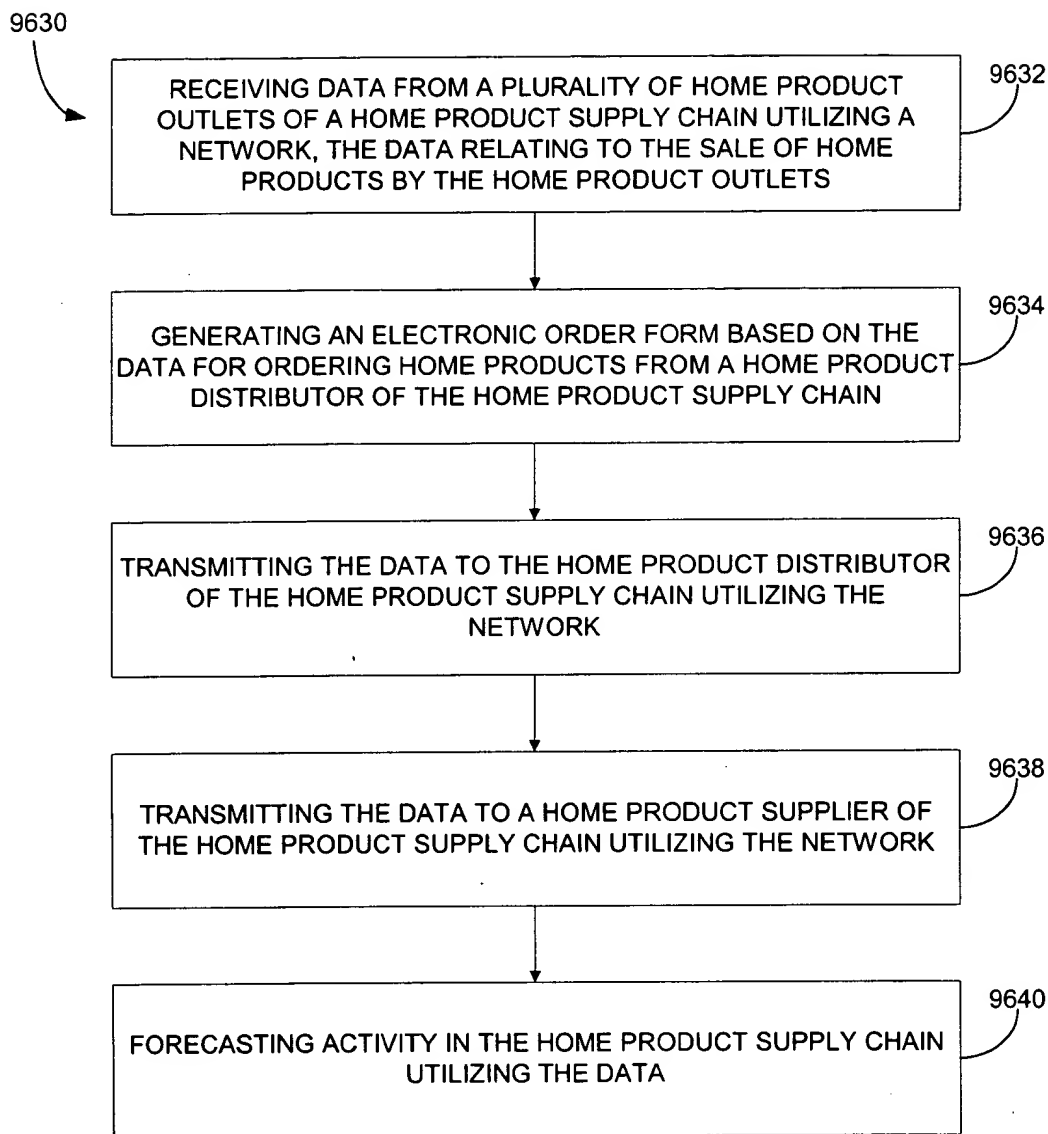 9630
9632
RECEIVING DATA FROM A PLURALITY OF HOME PRODUCT
OUTLETS OF A HOME PRODUCT SUPPLY CHAIN UTILIZING A
NETWORK, THE DATA RELATING TO THE SALE OF HOME
PRODUCTS BY THE HOME PRODUCT OUTLETS
9634
GENERATING AN ELECTRONIC ORDER FORM BASED ON THE
DATA FOR ORDERING HOME PRODUCTS FROM A HOME PRODUCT
DISTRIBUTOR OF THE HOME PRODUCT SUPPLY CHAIN
9636
TRANSMITTING THE DATA TO THE HOME PRODUCT DISTRIBUTOR
OF THE HOME PRODUCT SUPPLY CHAIN UTILIZING THE
NETWORK
9638
TRANSMITTING THE DATA TO A HOME PRODUCT SUPPLIER OF
THE HOME PRODUCT SUPPLY CHAIN UTILIZING THE NETWORK
9640
FORECASTING ACTIVITY IN THE HOME PRODUCT SUPPLY CHAIN
UTILIZING THE DATA